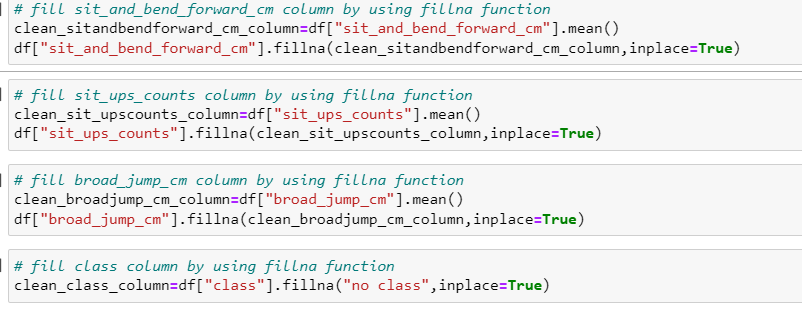 # fill sit_and_bend_forward_cm column by using fillna function
clean_sitandbendforward_cm_column=df["sit_and_bend_forward_cm"].mean()
df["sit_and_bend_forward_cm"].fillna(clean_sitandbendforward_cm_column,inplace=True)
# fill sit_ups_counts column by using fillna function
clean_sit_upscounts_column=df["sit_ups_counts"].mean()
df["sit_ups_counts"].fillna(clean_sit_upscounts_column,inplace=True)
# fill broad_jump_cm column by using fillna function
clean_broadjump_cm_column=df["broad_jump_cm"].mean()
df["broad_jump_cm"].fillna(clean_broadjump_cm_column,inplace=True)
# fill class column by using fillna function
clean_class_column=df["class"].fillna("no class",inplace=True)